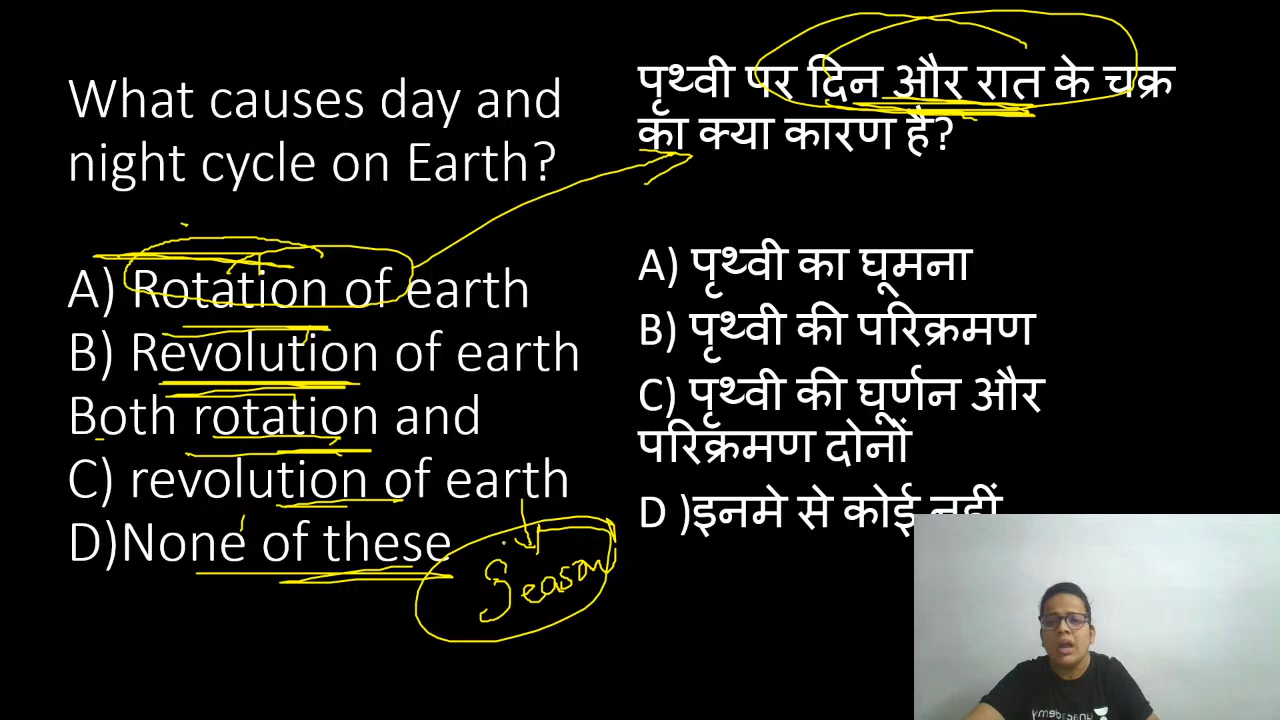 What causes day and
night cycle on Earth?
A) Rotation of earth
B) Revolution of earth
Both rotation and
C) revolution of earth
D)None of these
Season
पृथ्वी पर दिन और रात के चक्र
का क्या कारण है?
A) पृथ्वी का घूमना
B) पृथ्वी की परिक्रमण
C) पृथ्वी की घूर्णन और
परिक्रमण दोनों
D )इनमे से कोई नहीं